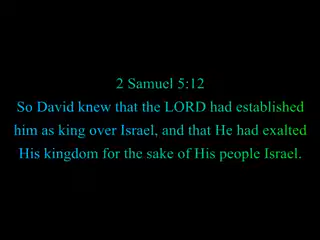 2 Samuel 5:12
So David knew that the LORD had established
him as king over Israel, and that He had exalted
His kingdom for the sake of His people Israel.